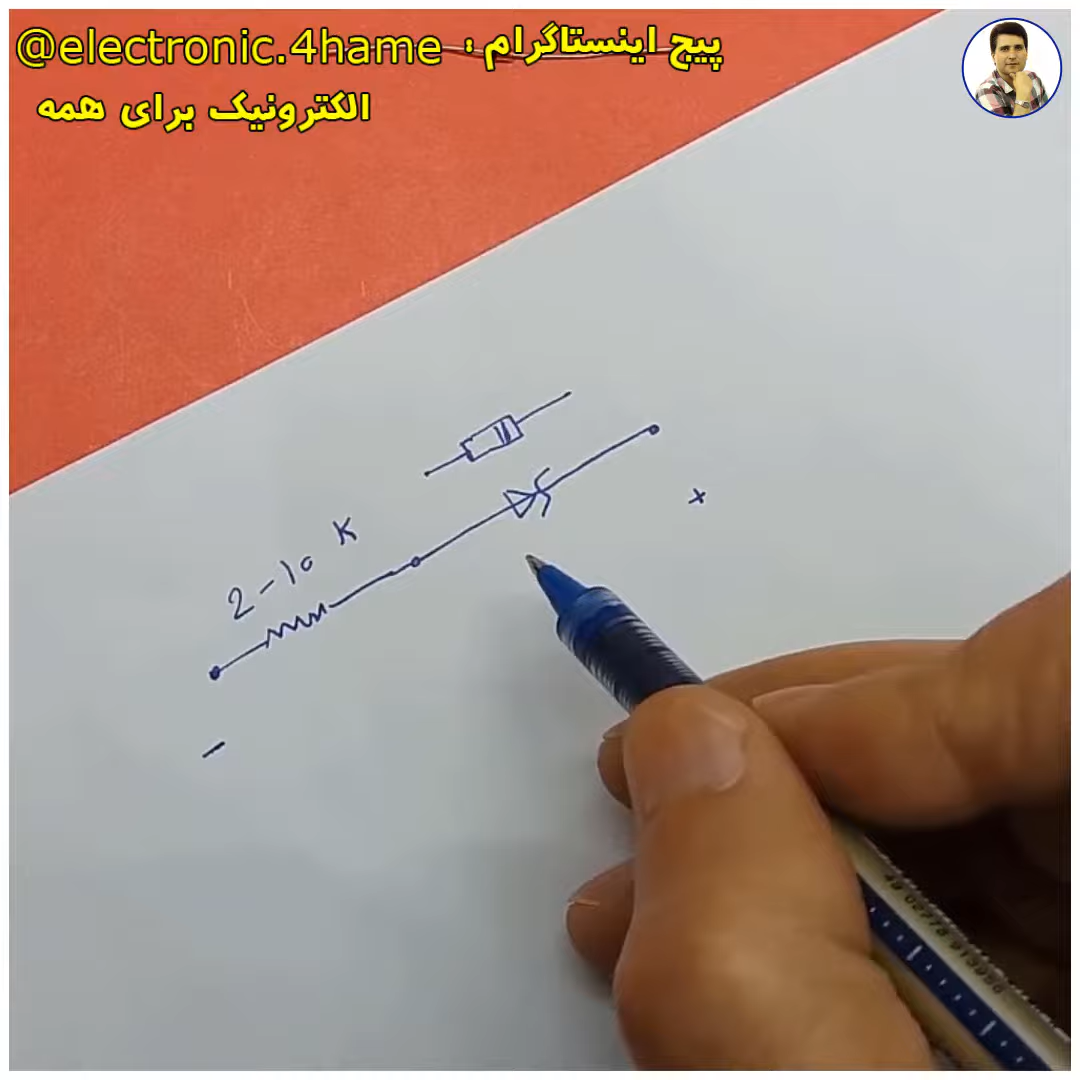 پیج اینستاگرام : @electronic.4hame
الکترونیک برای همه
2-10 K
+
-